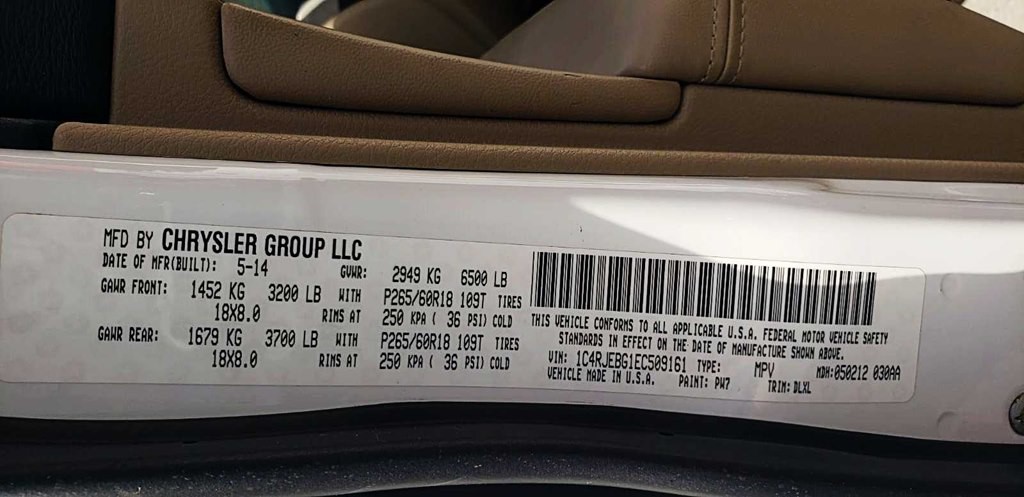 MFD BY CHRYSLER GROUP LLC
DATE OF MFR(BUILT): 5-14 GVWR: 2949 KG 6500 LB
GAWR FRONT: 1452 KG 3200 LB WITH P265/60R18 109T TIRES
18X8.0 RIMS AT 250 KPA ( 36 PSI) COLD
GAWR REAR: 1679 KG 3700 LB WITH P265/60R18 109T TIRES
18X8.0 RIMS AT 250 KPA ( 36 PSI) COLD
THIS VEHICLE CONFORMS TO ALL APPLICABLE U.S.A. FEDERAL MOTOR VEHICLE SAFETY
STANDARDS IN EFFECT ON THE DATE OF MANUFACTURE SHOWN ABOVE.
VIN: 1C4RJEBG1EC509161 TYPE: MPV MDH:050212 030AA
VEHICLE MADE IN U.S.A. PAINT: PW7 TRIM: DLXL